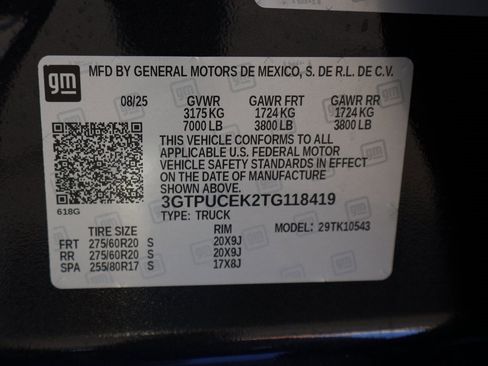 gm
MFD BY GENERAL MOTORS DE MEXICO, S. DE R.L. DE C.V.
08/25 GVWR GAWR FRT GAWR RR
3175 KG 1724 KG 1724 KG
7000 LB 3800 LB 3800 LB
THIS VEHICLE CONFORMS TO ALL
APPLICABLE U.S. FEDERAL MOTOR
VEHICLE SAFETY STANDARDS IN EFFECT
ON THE DATE OF MANUFACTURE
SHOWN ABOVE.
618G
3GTPUCEK2TG118419
TYPE: TRUCK
TIRE SIZE RIM MODEL: 29TK10543
FRT 275/60R20 S 20X9J
RR 275/60R20 S 20X9J
SPA 255/80R17 S 17X8J